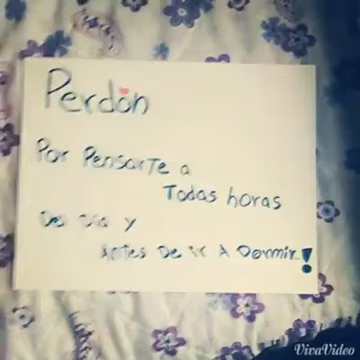 Perdón
Por Pensarte a
Todas horas
Del Día y
Antes De ir A Dormir!
VivaVideo